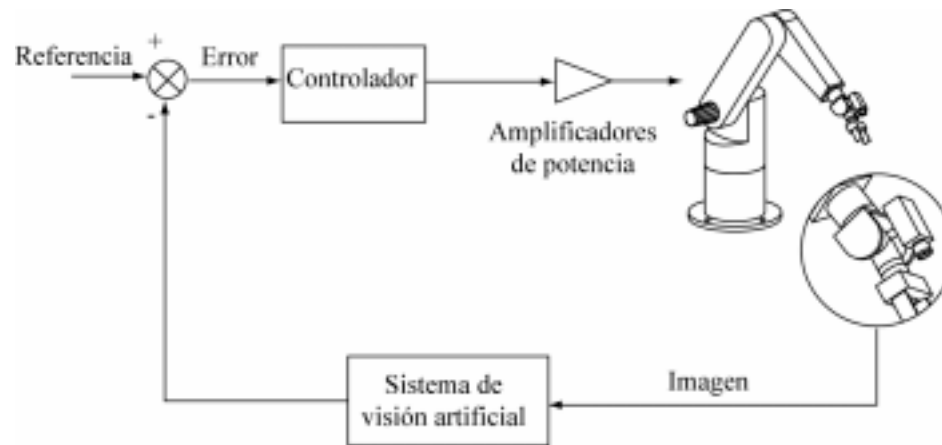 +
Referencia
Error
Controlador
-
Amplificadores
de potencia
Imagen
Sistema de
visión artificial